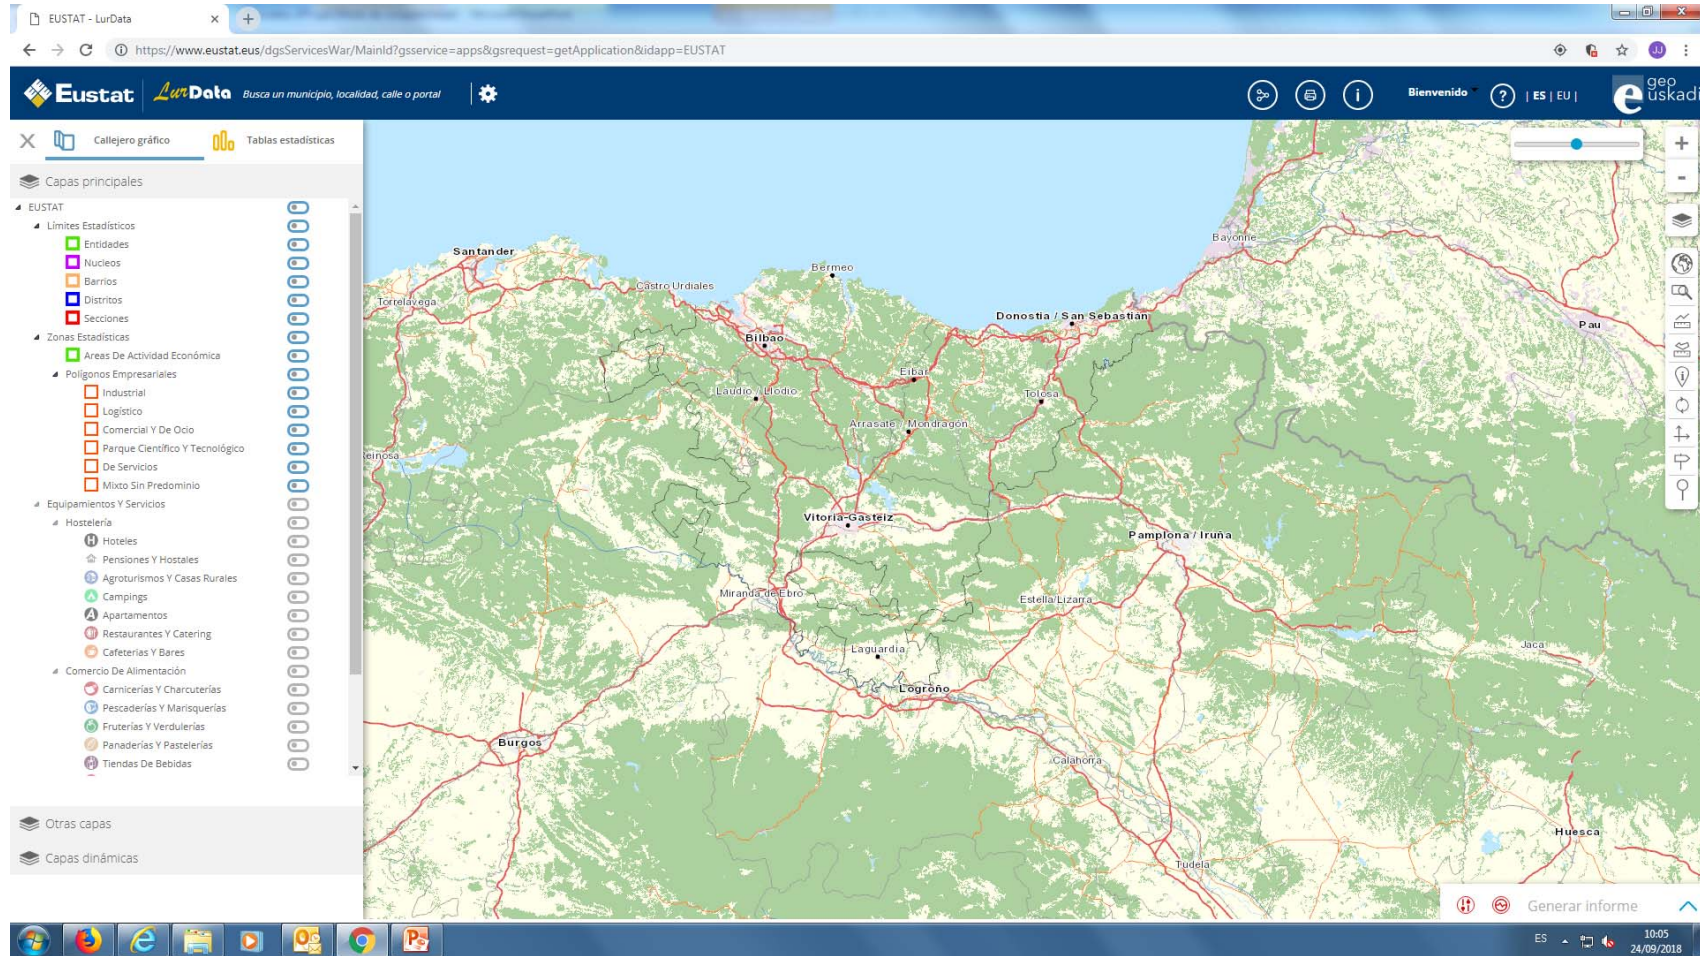 EUSTAT - LurData
https://www.eustat.eus/dgsServicesWar/MainId?gsservice=apps&gsrequest=getApplication&idapp=EUSTAT
JJ
Eustat
LurData
Busca un municipio, localidad, calle o portal
Bienvenido
?
| ES | EU |
geo
uskadi
Callejero gráfico
Tablas estadísticas
Capas principales
EUSTAT
Límites Estadísticos
Entidades
Nucleos
Barrios
Distritos
Secciones
Zonas Estadísticas
Areas De Actividad Económica
Polígonos Empresariales
Industrial
Logístico
Comercial Y De Ocio
Parque Científico Y Tecnológico
De Servicios
Mixto Sin Predominio
Equipamientos Y Servicios
Hostelería
Hoteles
Pensiones Y Hostales
Agroturismos Y Casas Rurales
Campings
Apartamentos
Restaurantes Y Catering
Cafeterias Y Bares
Comercio De Alimentación
Carnicerías Y Charcuterías
Pescaderías Y Marisquerías
Fruterías Y Verdulerías
Panaderías Y Pastelerías
Tiendas De Bebidas
Otras capas
Capas dinámicas
Bayonne
Santander
Bermeo
Castro Urdiales
Torrelavega
Donostia / San Sebastián
Pau
Bilbao
Eibar
Laudio / Llodio
Tolosa
Arrasate / Mondragón
Reinosa
Vitoria-Gasteiz
Pamplona / Iruña
Miranda de Ebro
Estella/Lizarra
Laguardia
Jaca
Logroño
Burgos
Calahorra
Huesca
Tudela
Generar informe
ES
10:05
24/09/2018